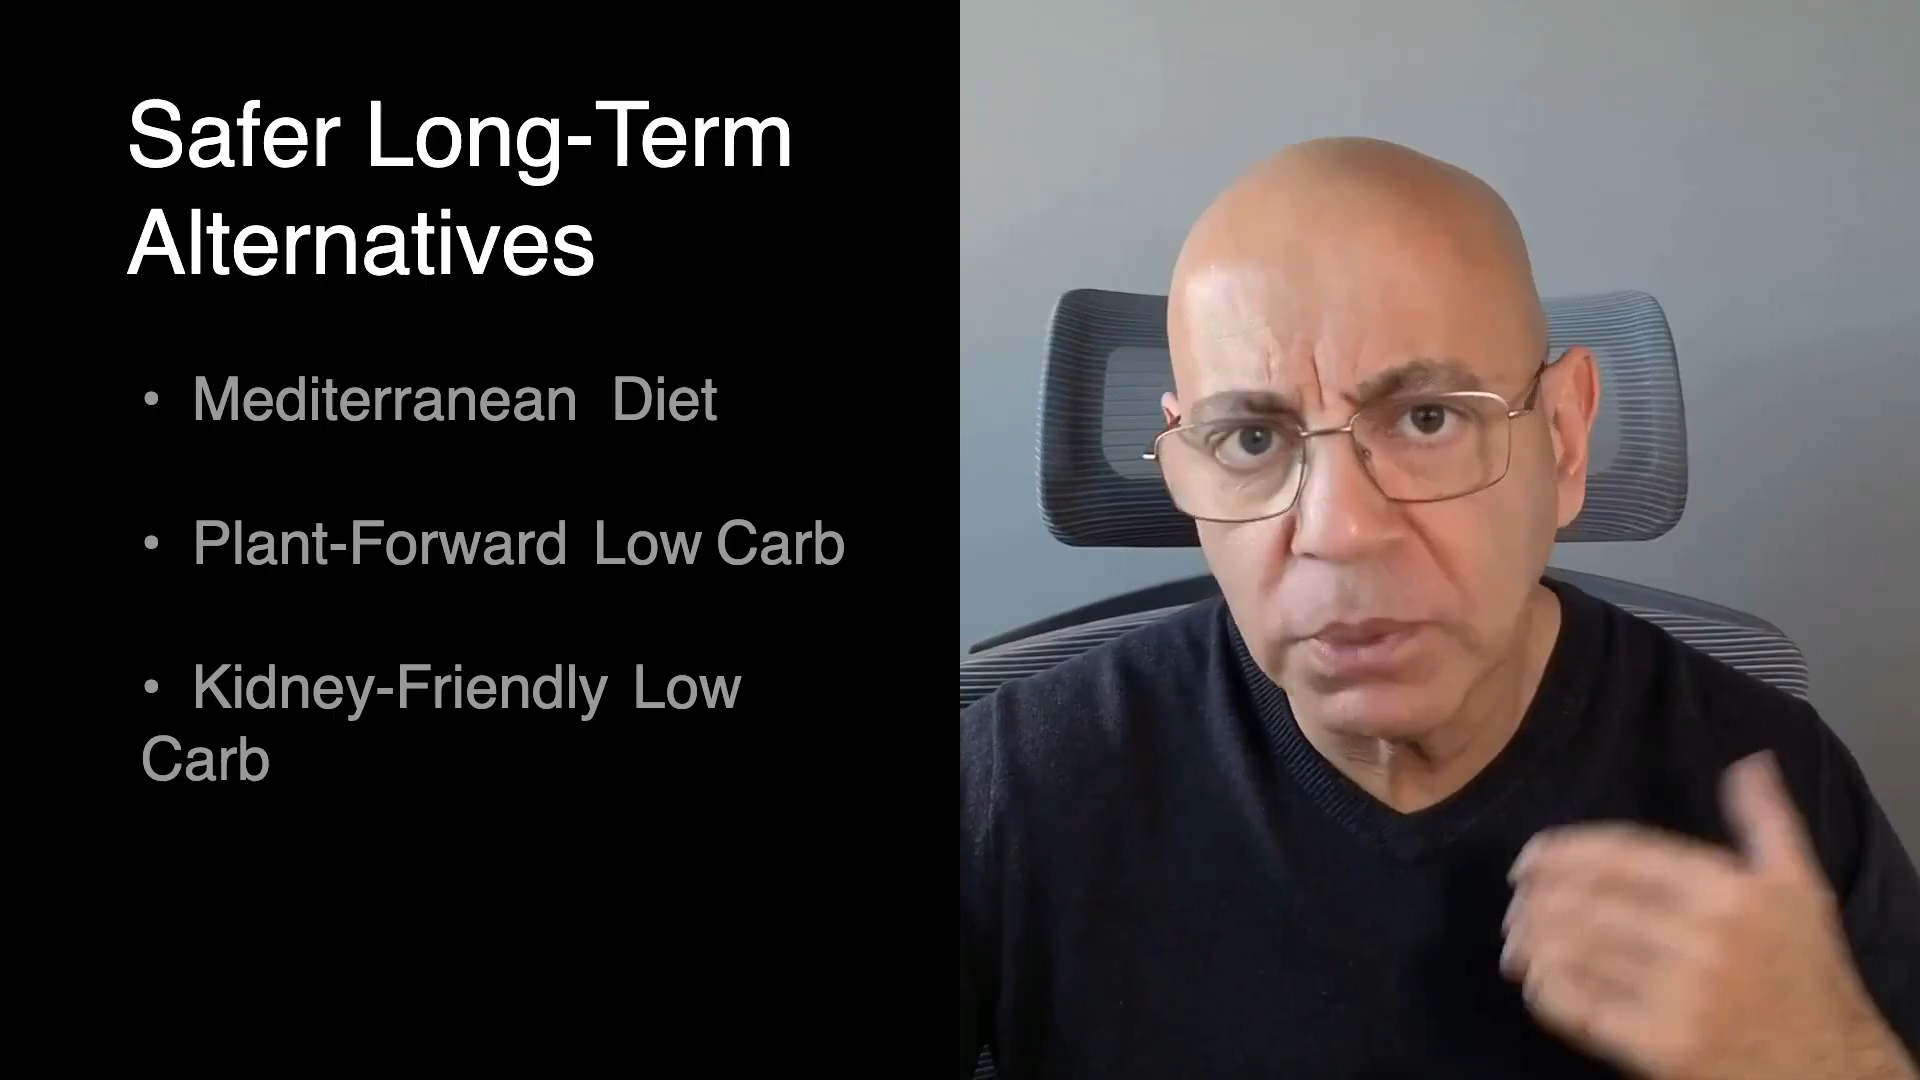 Safer Long-Term
Alternatives
• Mediterranean Diet
• Plant-Forward Low Carb
• Kidney-Friendly Low
Carb